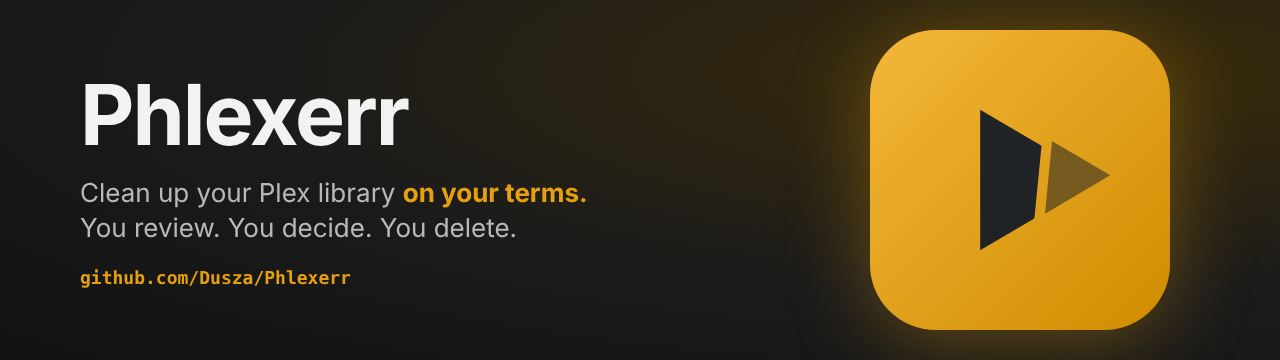 Phlexerr
Clean up your Plex library on your terms.
You review. You decide. You delete.
github.com/Dusza/Phlexerr